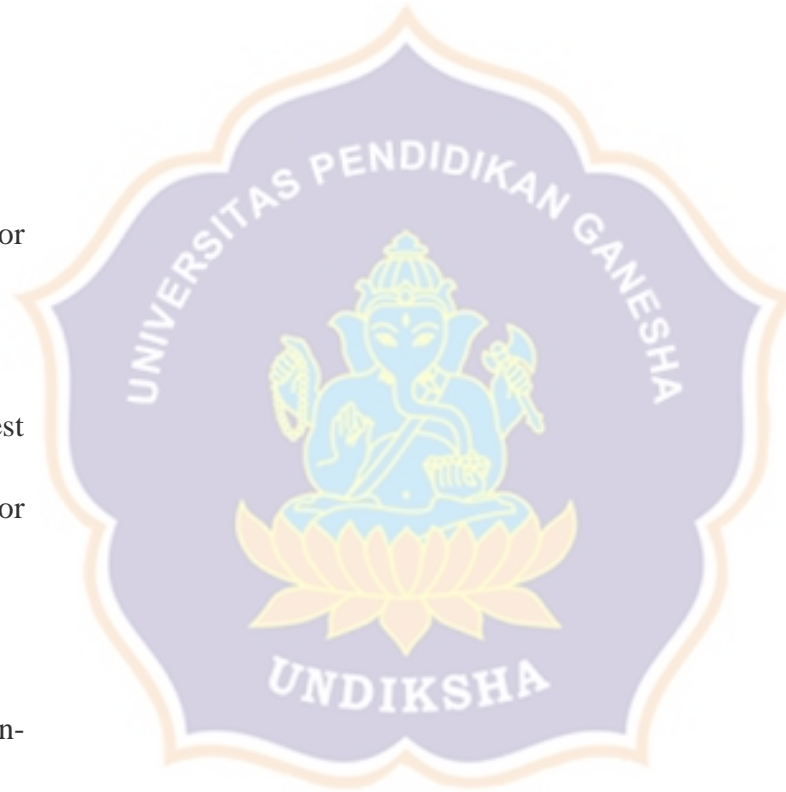 or
UNIVERSITAS PENDIDIKAN GANESHA
est
or
UNDIKSHA
n-